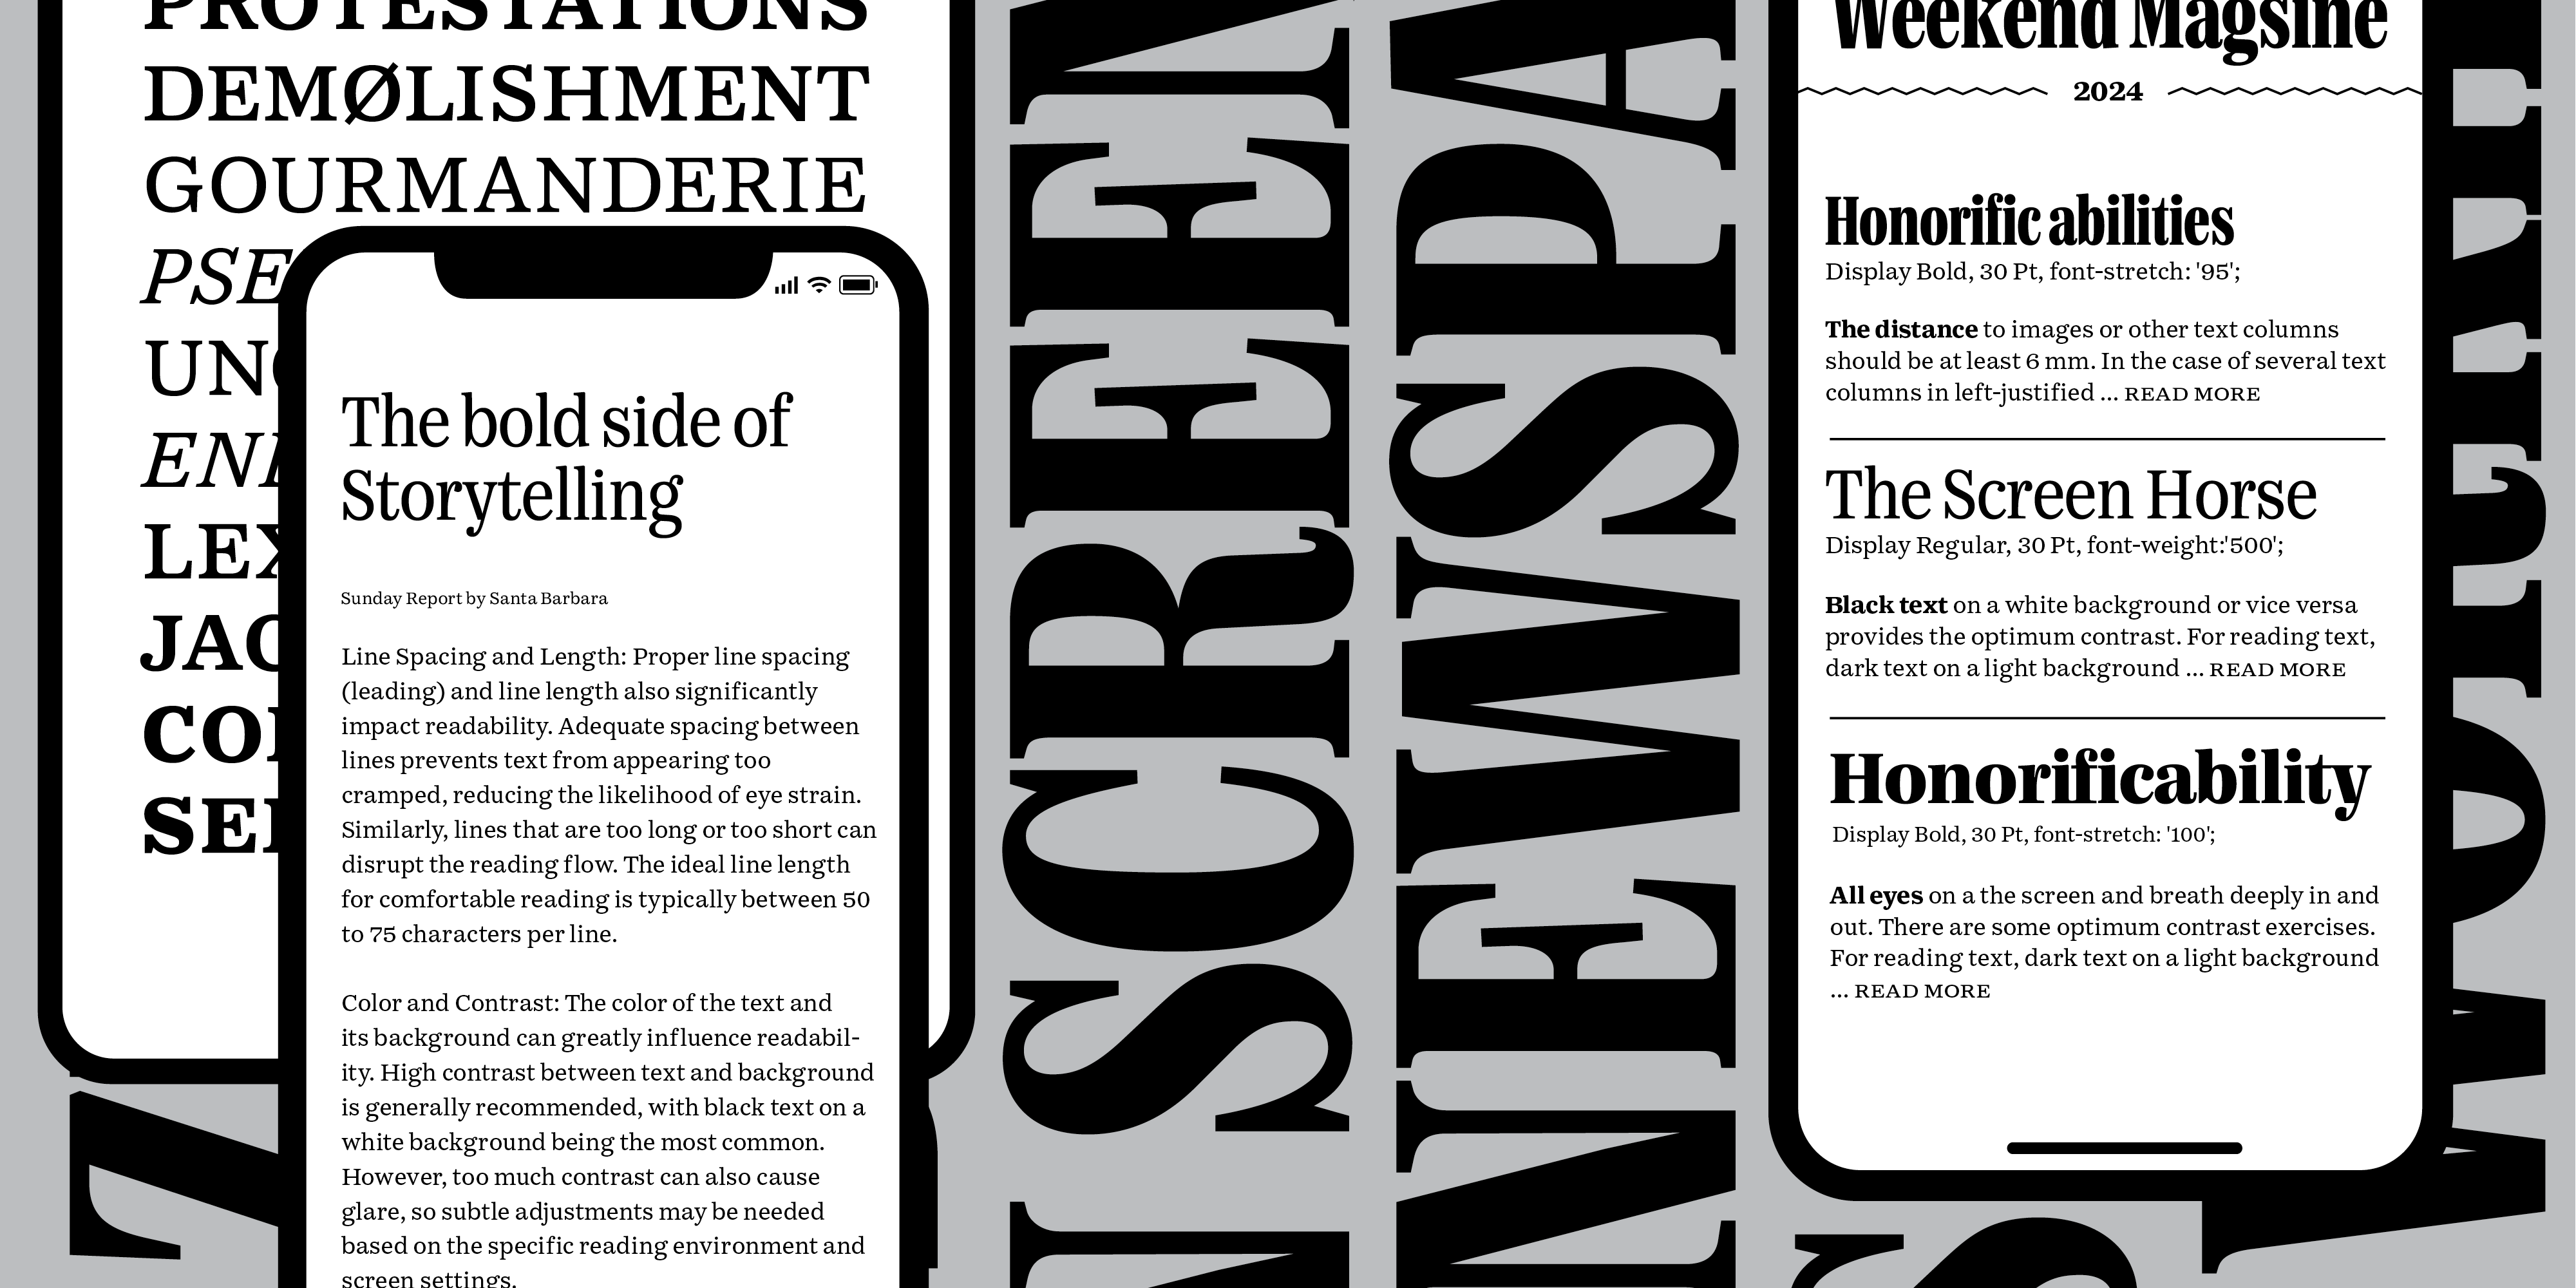 PROTESTATIONS
DEMØLISHMENT
GOURMANDERIE
The bold side of
Storytelling
Sunday Report by Santa Barbara
Line Spacing and Length: Proper line spacing
(leading) and line length also significantly
impact readability. Adequate spacing between
lines prevents text from appearing too
cramped, reducing the likelihood of eye strain.
Similarly, lines that are too long or too short can
disrupt the reading flow. The ideal line length
for comfortable reading is typically between 50
to 75 characters per line.
Color and Contrast: The color of the text and
its background can greatly influence readabil-
ity. High contrast between text and background
is generally recommended, with black text on a
white background being the most common.
However, too much contrast can also cause
glare, so subtle adjustments may be needed
based on the specific reading environment and
screen settings.
SCREEN
NEWSPA
Weekend Magsine
2024
Honorific abilities
Display Bold, 30 Pt, font-stretch: '95';
The distance to images or other text columns
should be at least 6 mm. In the case of several text
columns in left-justified ... READ MORE
The Screen Horse
Display Regular, 30 Pt, font-weight:'500';
Black text on a white background or vice versa
provides the optimum contrast. For reading text,
dark text on a light background ... READ MORE
Honorificability
Display Bold, 30 Pt, font-stretch: '100';
All eyes on a the screen and breath deeply in and
out. There are some optimum contrast exercises.
For reading text, dark text on a light background
... READ MORE